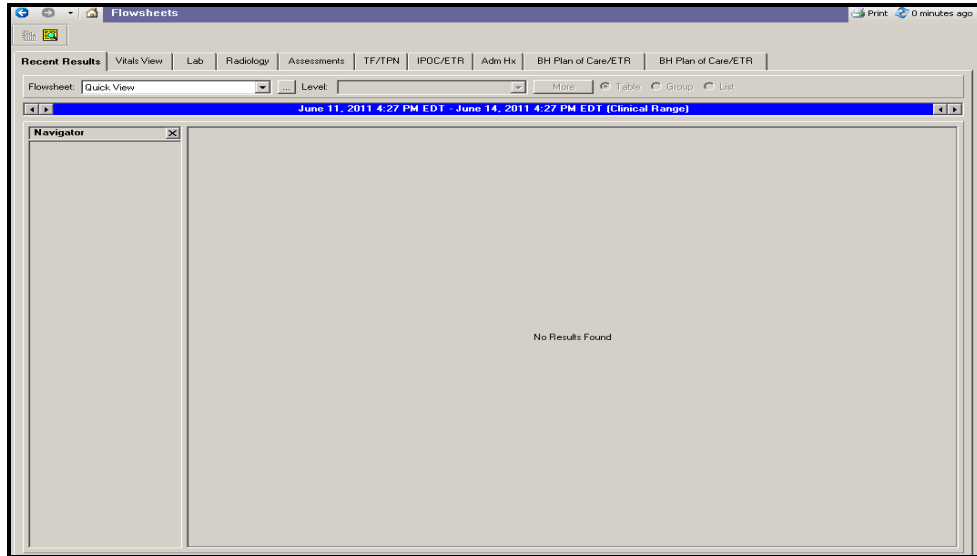 Flowsheets Print 0 minutes ago
Recent Results Vitals View Lab Radiology Assessments TF/TPN IPOC/ETR Adm Hx BH Plan of Care/ETR BH Plan of Care/ETR
Flowsheet: Quick View ... Level: More Table Group List
June 11, 2011 4:27 PM EDT - June 14, 2011 4:27 PM EDT (Clinical Range)
Navigator
No Results Found